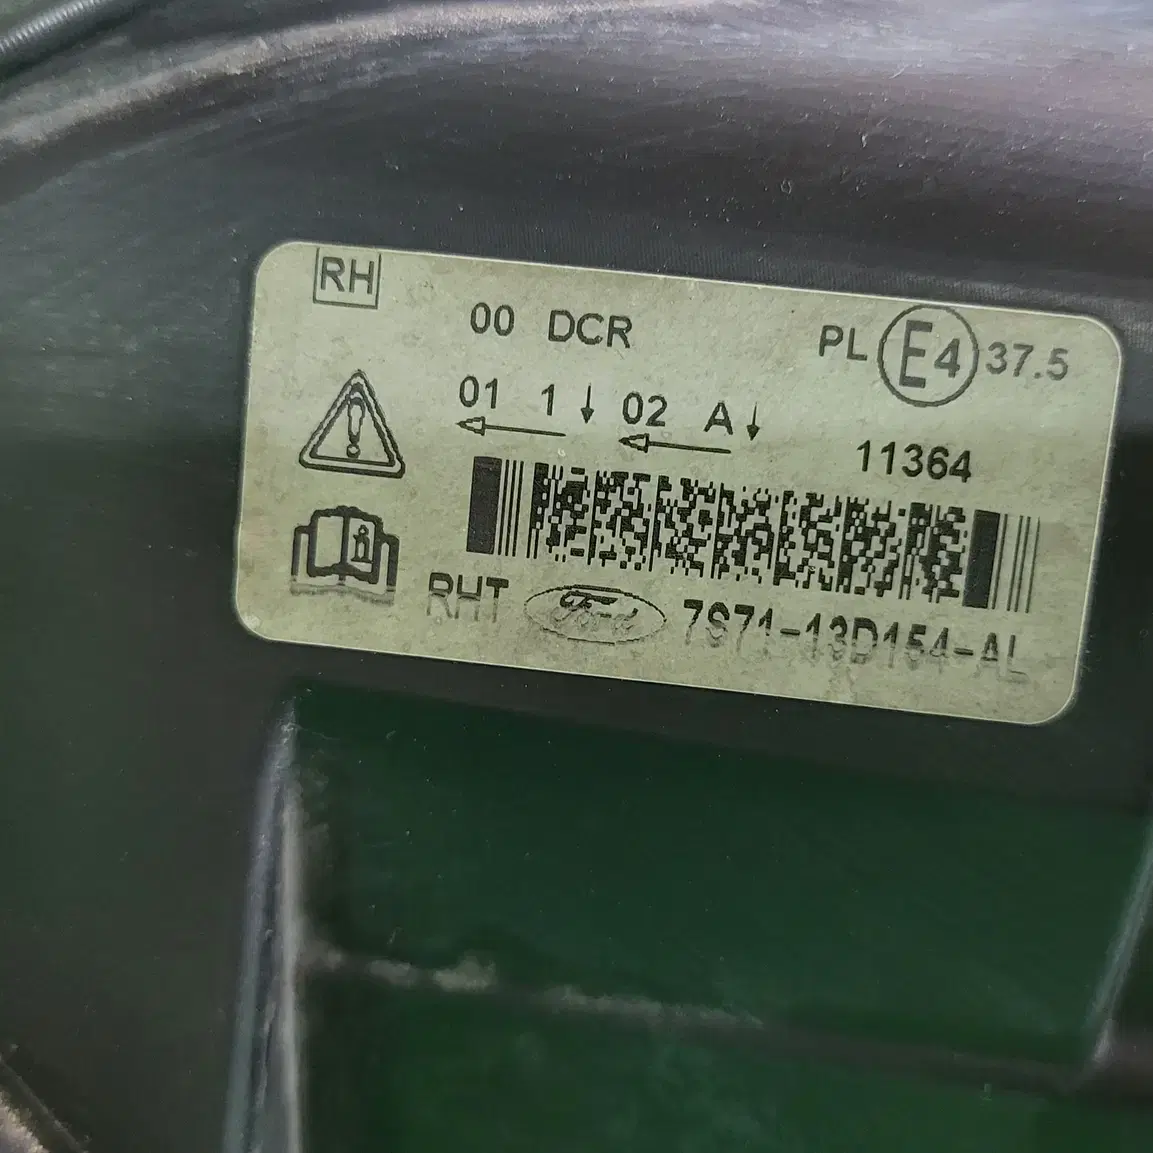 RH
00 DCR
PL E4 37.5
01 1↓ 02 A↓
11364
RHT Ford 7S71-13D154-AL